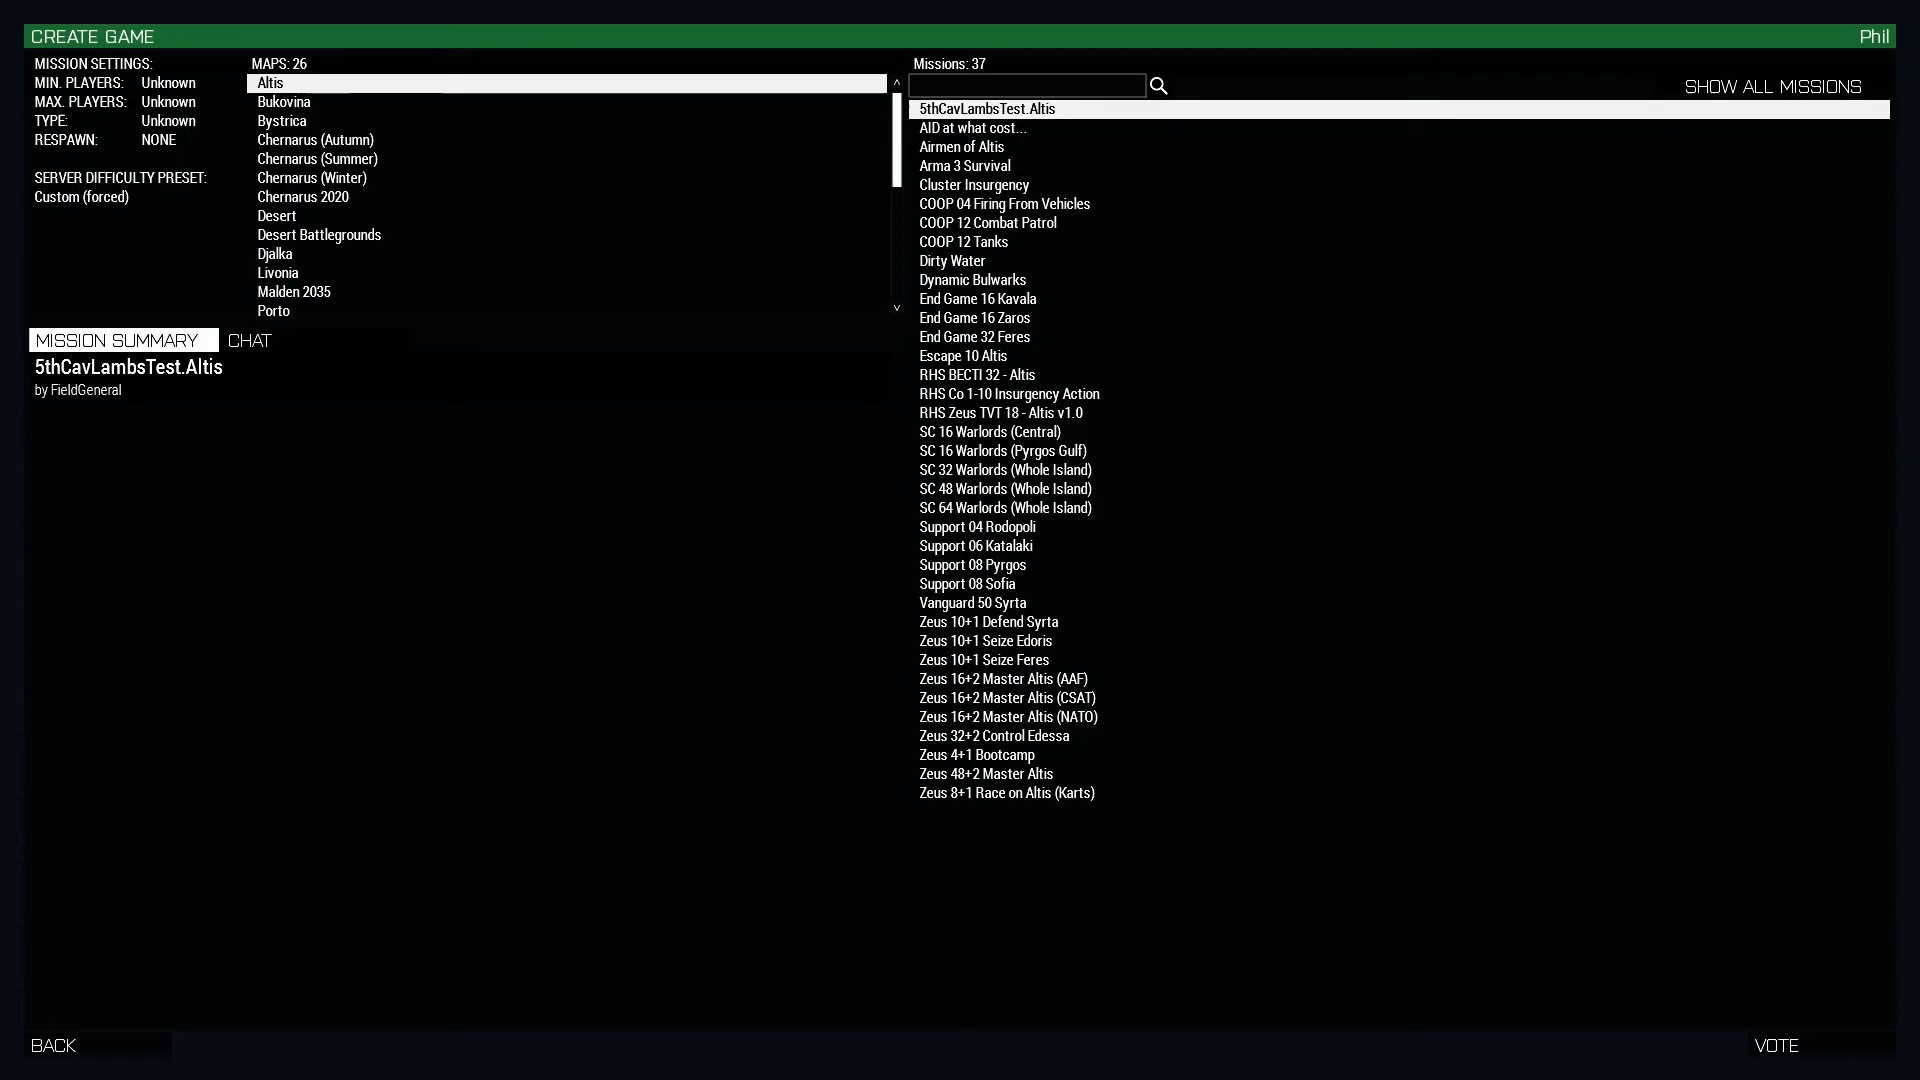 CREATE GAME
Phil
MISSION SETTINGS:
MIN. PLAYERS: Unknown
MAX. PLAYERS: Unknown
TYPE: Unknown
RESPAWN: NONE
SERVER DIFFICULTY PRESET:
Custom (forced)
MAPS: 26
Altis
Bukovina
Bystrica
Chernarus (Autumn)
Chernarus (Summer)
Chernarus (Winter)
Chernarus 2020
Desert
Desert Battlegrounds
Djalka
Livonia
Malden 2035
Porto
MISSION SUMMARY
CHAT
5thCavLambsTest.Altis
by FieldGeneral
Missions: 37
SHOW ALL MISSIONS
5thCavLambsTest.Altis
AID at what cost...
Airmen of Altis
Arma 3 Survival
Cluster Insurgency
COOP 04 Firing From Vehicles
COOP 12 Combat Patrol
COOP 12 Tanks
Dirty Water
Dynamic Bulwarks
End Game 16 Kavala
End Game 16 Zaros
End Game 32 Feres
Escape 10 Altis
RHS BECTI 32 - Altis
RHS Co 1-10 Insurgency Action
RHS Zeus TVT 18 - Altis v1.0
SC 16 Warlords (Central)
SC 16 Warlords (Pyrgos Gulf)
SC 32 Warlords (Whole Island)
SC 48 Warlords (Whole Island)
SC 64 Warlords (Whole Island)
Support 04 Rodopoli
Support 06 Katalaki
Support 08 Pyrgos
Support 08 Sofia
Vanguard 50 Syrta
Zeus 10+1 Defend Syrta
Zeus 10+1 Seize Edoris
Zeus 10+1 Seize Feres
Zeus 16+2 Master Altis (AAF)
Zeus 16+2 Master Altis (CSAT)
Zeus 16+2 Master Altis (NATO)
Zeus 32+2 Control Edessa
Zeus 4+1 Bootcamp
Zeus 48+2 Master Altis
Zeus 8+1 Race on Altis (Karts)
BACK
VOTE